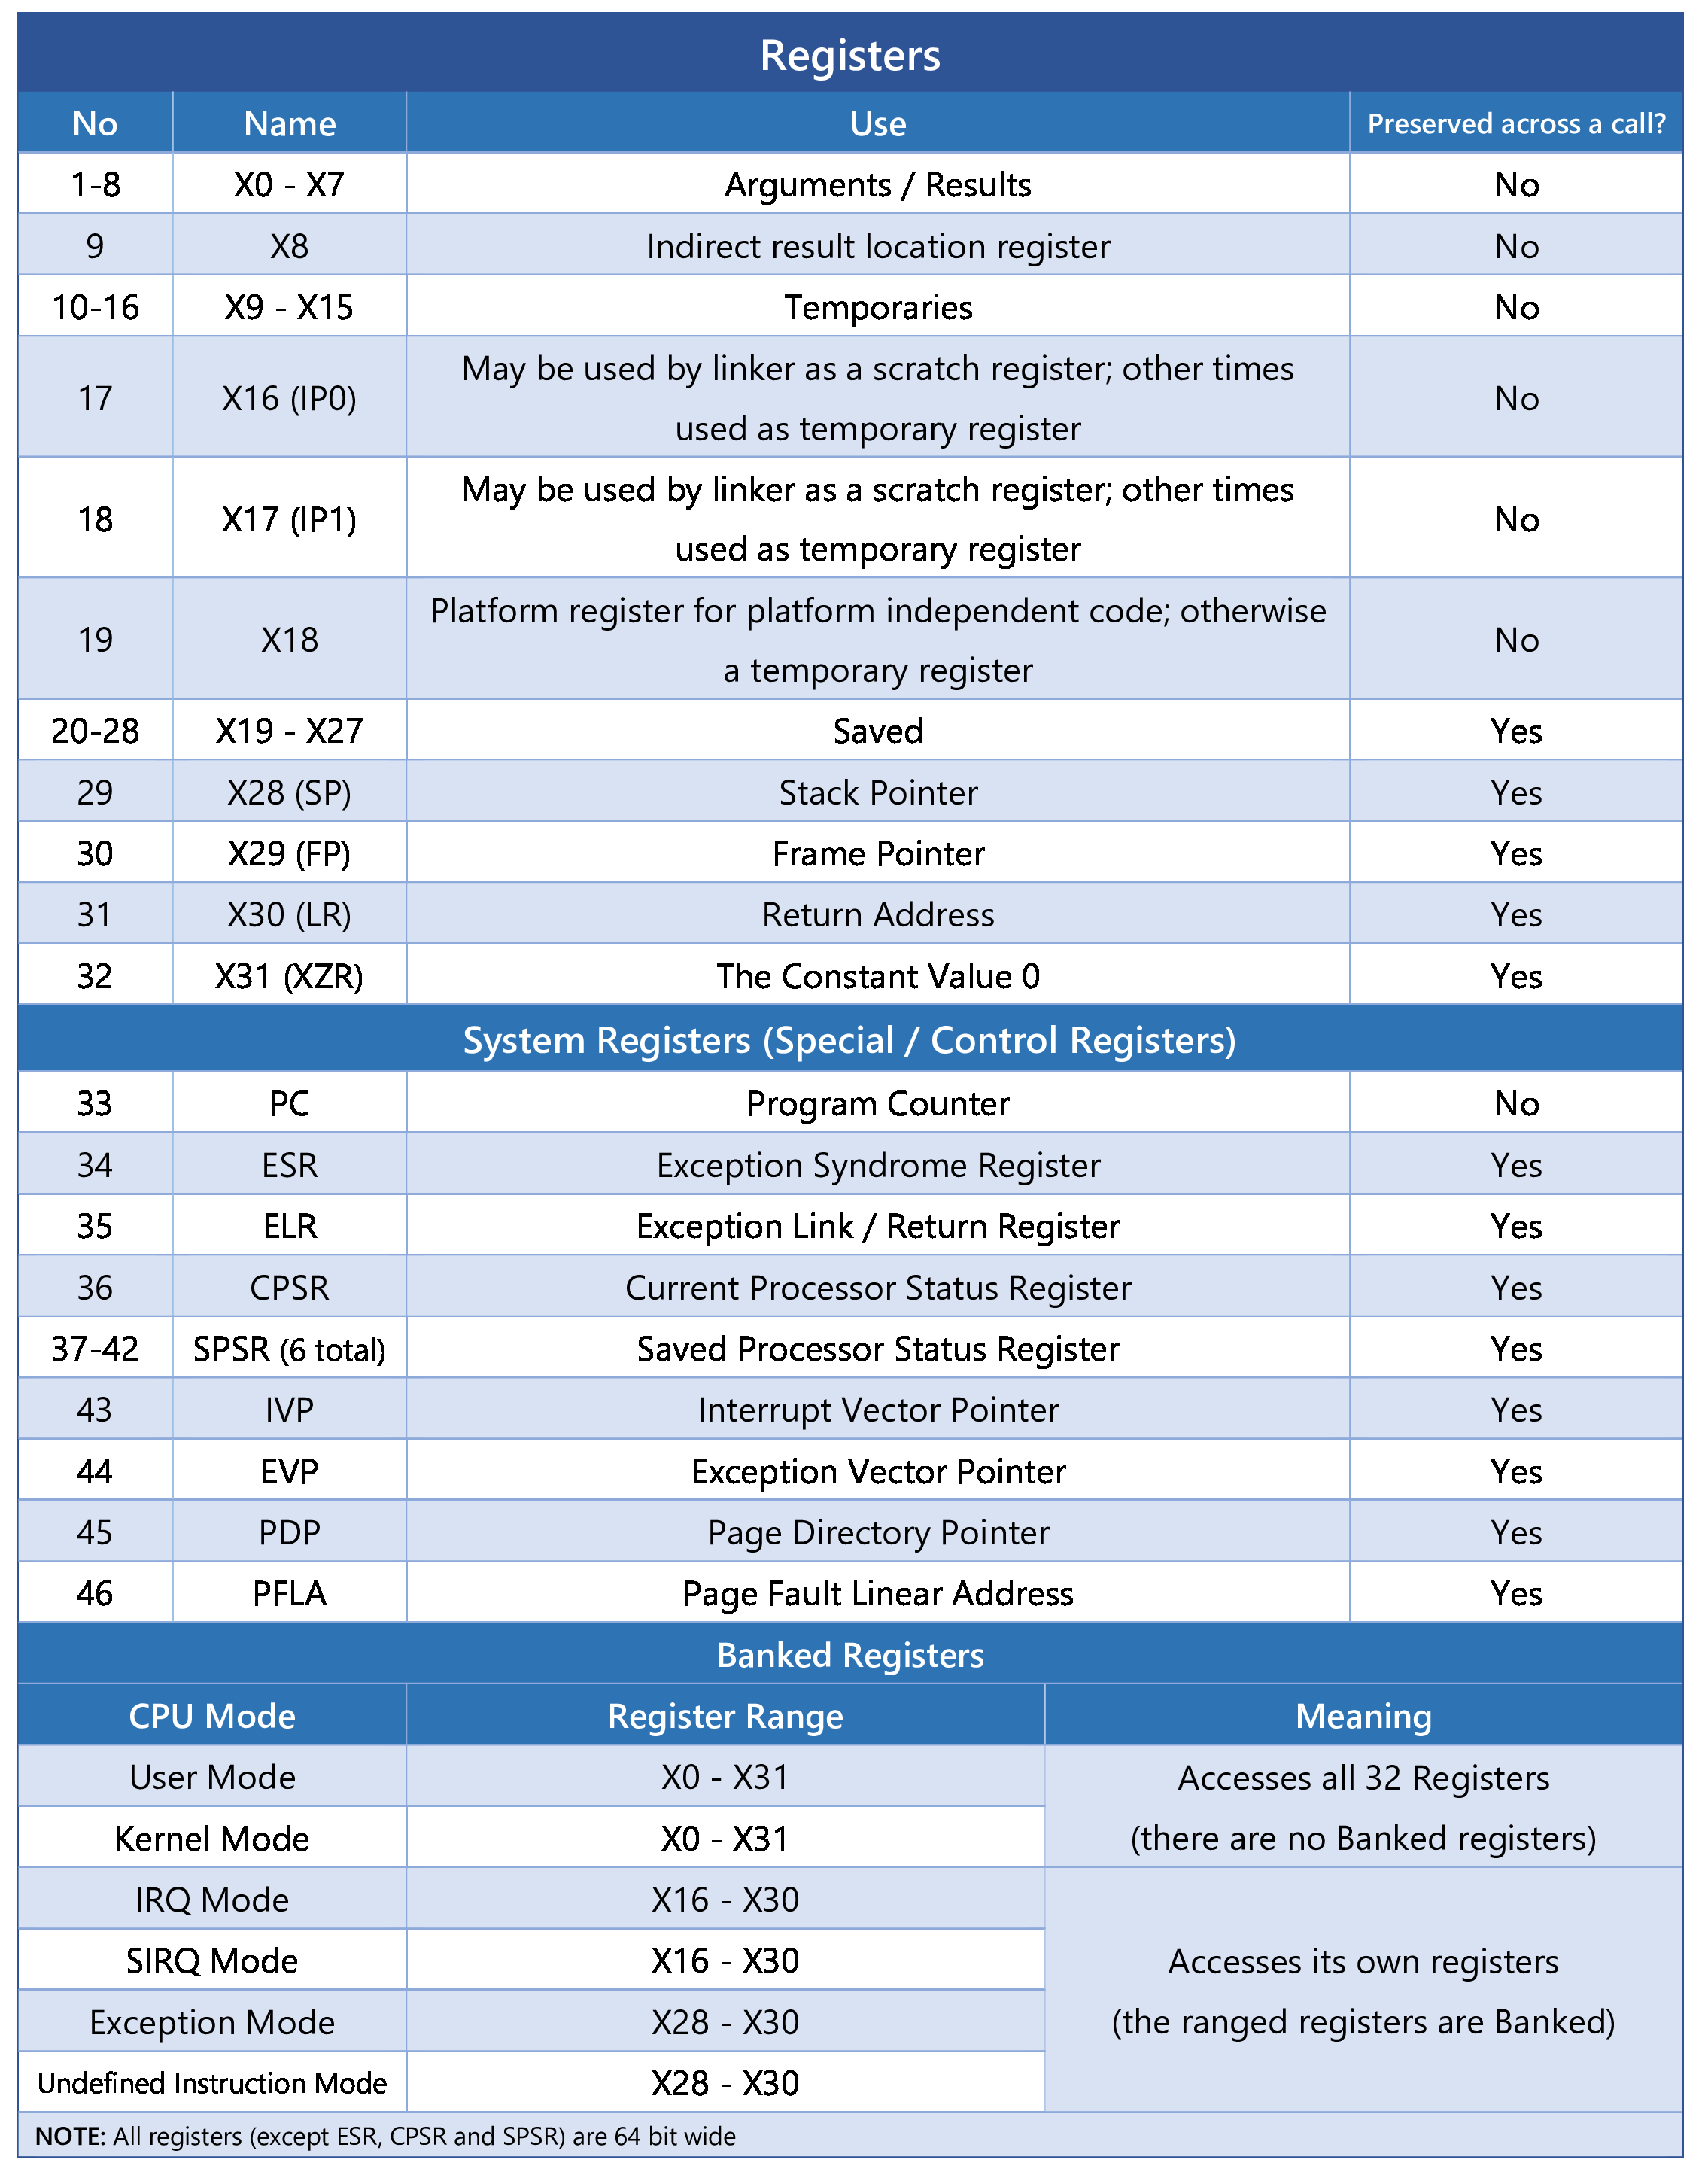 Registers
No Name Use Preserved across a call?
1-8 X0 - X7 Arguments / Results No
9 X8 Indirect result location register No
10-16 X9 - X15 Temporaries No
17 X16 (IP0) May be used by linker as a scratch register; other times
used as temporary register No
18 X17 (IP1) May be used by linker as a scratch register; other times
used as temporary register No
19 X18 Platform register for platform independent code; otherwise
a temporary register No
20-28 X19 - X27 Saved Yes
29 X28 (SP) Stack Pointer Yes
30 X29 (FP) Frame Pointer Yes
31 X30 (LR) Return Address Yes
32 X31 (XZR) The Constant Value 0 Yes
System Registers (Special / Control Registers)
33 PC Program Counter No
34 ESR Exception Syndrome Register Yes
35 ELR Exception Link / Return Register Yes
36 CPSR Current Processor Status Register Yes
37-42 SPSR (6 total) Saved Processor Status Register Yes
43 IVP Interrupt Vector Pointer Yes
44 EVP Exception Vector Pointer Yes
45 PDP Page Directory Pointer Yes
46 PFLA Page Fault Linear Address Yes
Banked Registers
CPU Mode Register Range Meaning
User Mode X0 - X31 Accesses all 32 Registers
Kernel Mode X0 - X31 (there are no Banked registers)
IRQ Mode X16 - X30
SIRQ Mode X16 - X30 Accesses its own registers
Exception Mode X28 - X30 (the ranged registers are Banked)
Undefined Instruction Mode X28 - X30
NOTE: All registers (except ESR, CPSR and SPSR) are 64 bit wide